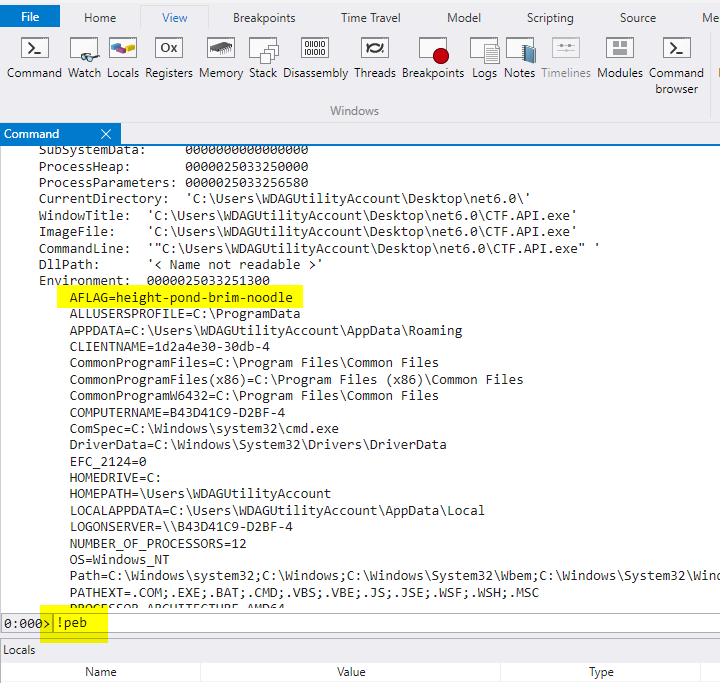 File Home View Breakpoints Time Travel Model Scripting Source Me
Command Watch Locals Registers Memory Stack Disassembly Threads Breakpoints Logs Notes Timelines Modules Command browser
Windows
Command
SubSystemData: 0000000000000000
ProcessHeap: 0000025033250000
ProcessParameters: 0000025033256580
CurrentDirectory: 'C:\Users\WDAGUtilityAccount\Desktop\net6.0\'
WindowTitle: 'C:\Users\WDAGUtilityAccount\Desktop\net6.0\CTF.API.exe'
ImageFile: 'C:\Users\WDAGUtilityAccount\Desktop\net6.0\CTF.API.exe'
CommandLine: '"C:\Users\WDAGUtilityAccount\Desktop\net6.0\CTF.API.exe" '
DllPath: '< Name not readable >'
Environment: 0000025033251300
AFLAG=height-pond-brim-noodle
ALLUSERSPROFILE=C:\ProgramData
APPDATA=C:\Users\WDAGUtilityAccount\AppData\Roaming
CLIENTNAME=1d2a4e30-30db-4
CommonProgramFiles=C:\Program Files\Common Files
CommonProgramFiles(x86)=C:\Program Files (x86)\Common Files
CommonProgramW6432=C:\Program Files\Common Files
COMPUTERNAME=B43D41C9-D2BF-4
ComSpec=C:\Windows\system32\cmd.exe
DriverData=C:\Windows\System32\Drivers\DriverData
EFC_2124=0
HOMEDRIVE=C:
HOMEPATH=\Users\WDAGUtilityAccount
LOCALAPPDATA=C:\Users\WDAGUtilityAccount\AppData\Local
LOGONSERVER=\\B43D41C9-D2BF-4
NUMBER_OF_PROCESSORS=12
OS=Windows_NT
Path=C:\Windows\system32;C:\Windows;C:\Windows\System32\Wbem;C:\Windows\System32\Win
PATHEXT=.COM;.EXE;.BAT;.CMD;.VBS;.VBE;.JS;.JSE;.WSF;.WSH;.MSC
PROCESSOR_ARCHITECTURE=AMD64
0:000> !peb
Locals
Name Value Type